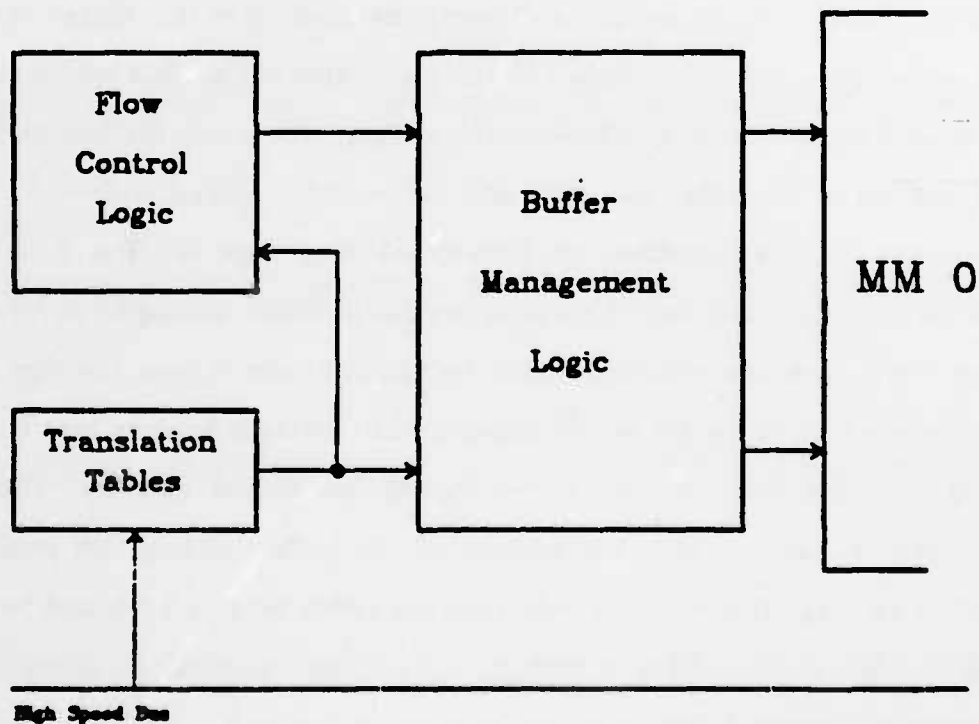 Flow
Control
Logic
Buffer
Management
Logic
MM 0
Translation
Tables
High Speed Bus